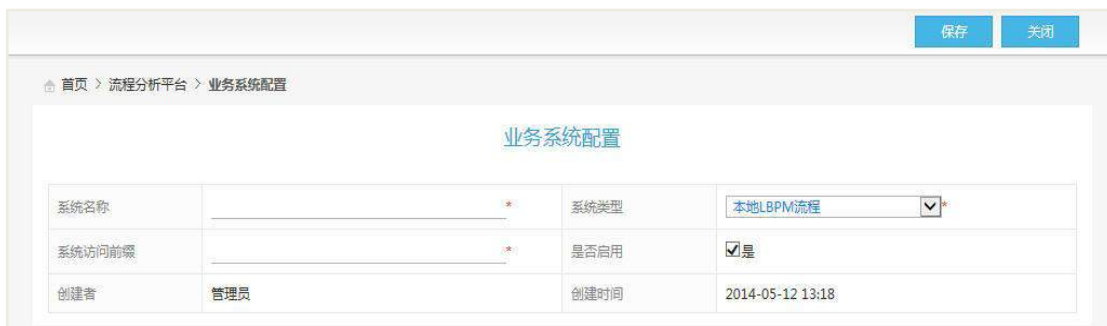 保存 关闭
首页 > 流程分析平台 > 业务系统配置
业务系统配置
系统名称 * 系统类型 本地LBPM流程 *
系统访问前缀 * 是否启用 是
创建者 管理员 创建时间 2014-05-12 13:18